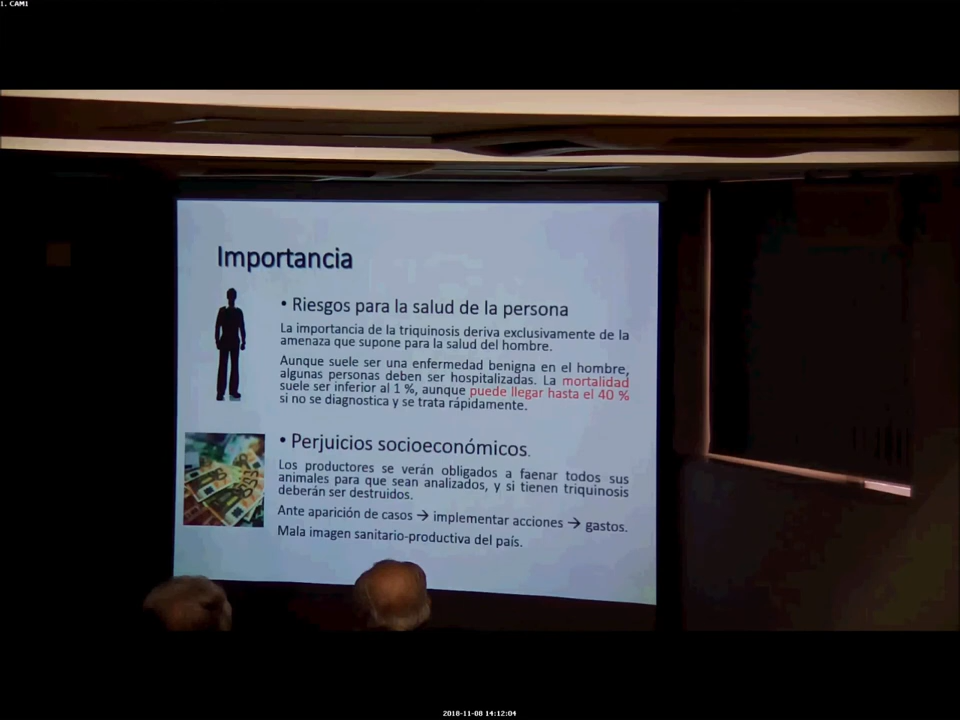 1. CAM1
Importancia
• Riesgos para la salud de la persona
La importancia de la triquinosis deriva exclusivamente de la
amenaza que supone para la salud del hombre.
Aunque suele ser una enfermedad benigna en el hombre,
algunas personas deben ser hospitalizadas. La mortalidad
suele ser inferior al 1 %, aunque puede llegar hasta el 40 %
si no se diagnostica y se trata rápidamente.
• Perjuicios socioeconómicos.
Los productores se verán obligados a faenar todos sus
animales para que sean analizados, y si tienen triquinosis
deberán ser destruidos.
Ante aparición de casos → implementar acciones → gastos.
Mala imagen sanitario-productiva del país.
2018-11-08 14:12:04